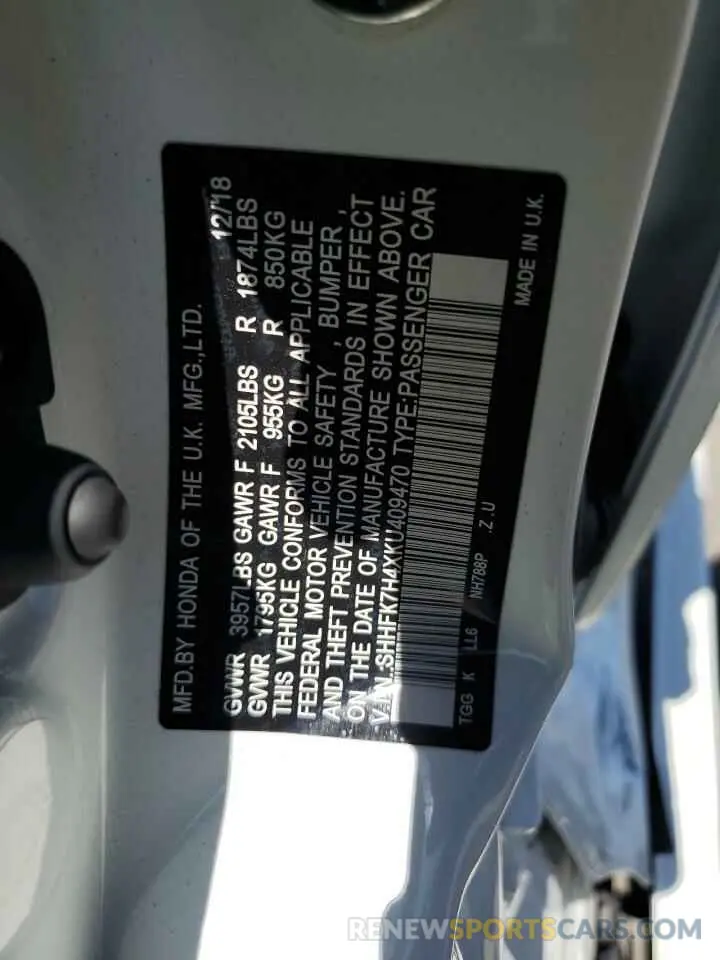 MFD.BY HONDA OF THE U.K. MFG.,LTD.
12/18
GVWR 3957LBS GAWR F 2105LBS R 1874LBS
GVWR 1795KG GAWR F 955KG R 850KG
THIS VEHICLE CONFORMS TO ALL APPLICABLE
FEDERAL MOTOR VEHICLE SAFETY , BUMPER ,
AND THEFT PREVENTION STANDARDS IN EFFECT
ON THE DATE OF MANUFACTURE SHOWN ABOVE.
V.I.N.:SHHFK7H4XKU409470 TYPE:PASSENGER CAR
TGG K LL6 NH788P .Z.U
MADE IN U.K.
RENEWSPORTSCARS.COM